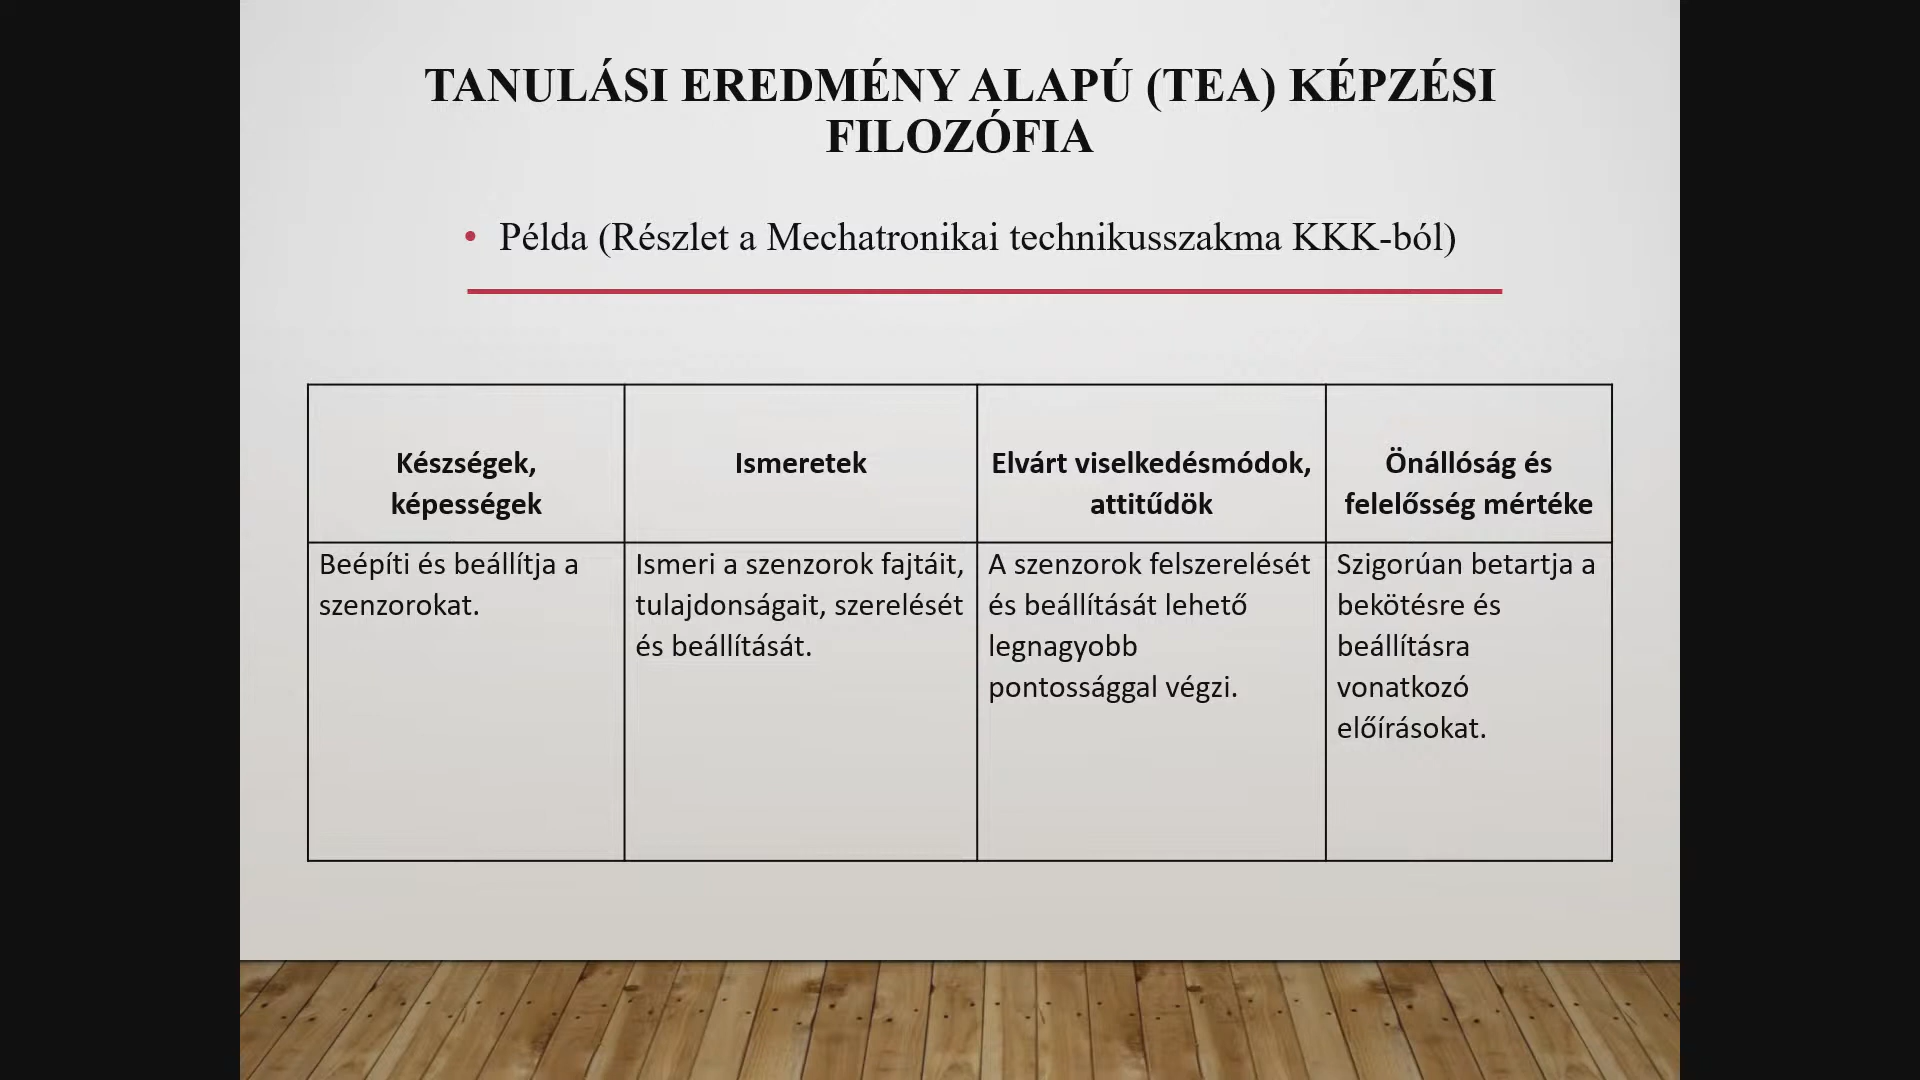 TANULÁSI EREDMÉNY ALAPÚ (TEA) KÉPZÉSI
FILOZÓFIA
• Példa (Részlet a Mechatronikai technikusszakma KKK-ból)
Készségek,
képességek
Ismeretek
Elvárt viselkedésmódok,
attitűdök
Önállóság és
felelősség mértéke
Beépíti és beállítja a
szenzorokat.
Ismeri a szenzorok fajtáit,
tulajdonságait, szerelését
és beállítását.
A szenzorok felszerelését
és beállítását lehető
legnagyobb
pontossággal végzi.
Szigorúan betartja a
bekötésre és
beállításra
vonatkozó
előírásokat.